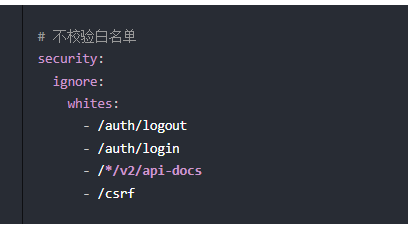 # 不校验白名单
security:
  ignore:
    whites:
      - /auth/logout
      - /auth/login
      - /*/v2/api-docs
      - /csrf